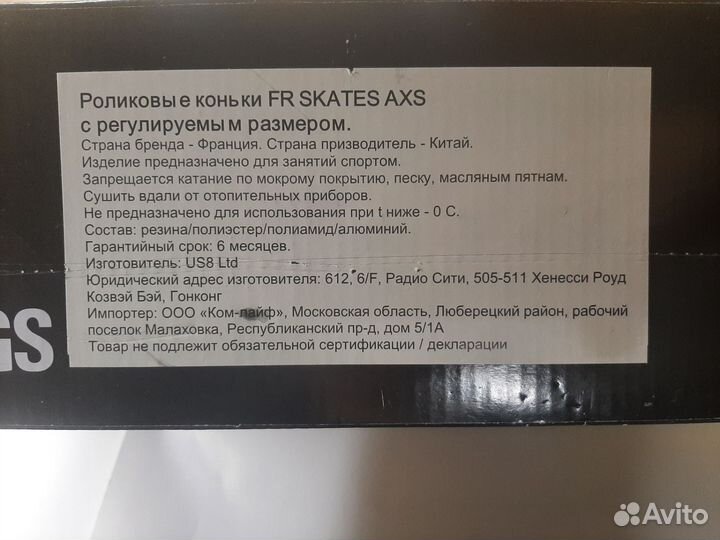 Роликовые коньки FR SKATES AXS
с регулируемым размером.
Страна бренда - Франция. Страна призводитель - Китай.
Изделие предназначено для занятий спортом.
Запрещается катание по мокрому покрытию, песку, масляным пятнам.
Сушить вдали от отопительных приборов.
Не предназначено для использования при t ниже - 0 С.
Состав: резина/полиэстер/полиамид/алюминий.
Гарантийный срок: 6 месяцев.
Изготовитель: US8 Ltd
Юридический адрес изготовителя: 612, 6/F, Радио Сити, 505-511 Хенесси Роуд
Козвэй Бэй, Гонконг
Импортер: ООО «Ком-лайф», Московская область, Люберецкий район, рабочий
поселок Малаховка, Республиканский пр-д, дом 5/1А
Товар не подлежит обязательной сертификации / декларации
GS
Avito